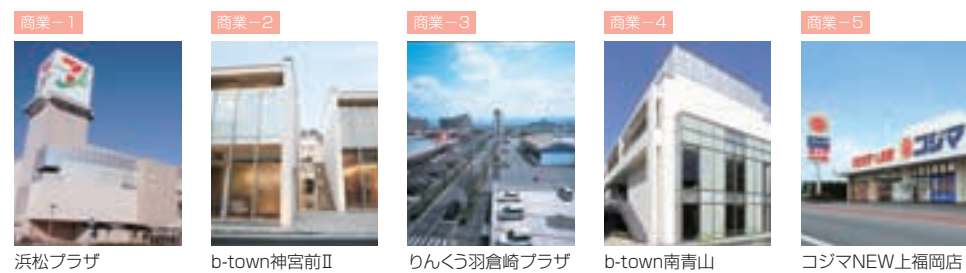 商業－1
商業－2
商業－3
商業－4
商業－5
コジマ
浜松プラザ
b-town神宮前Ⅱ
りんくう羽倉崎プラザ
b-town南青山
コジマNEW上福岡店